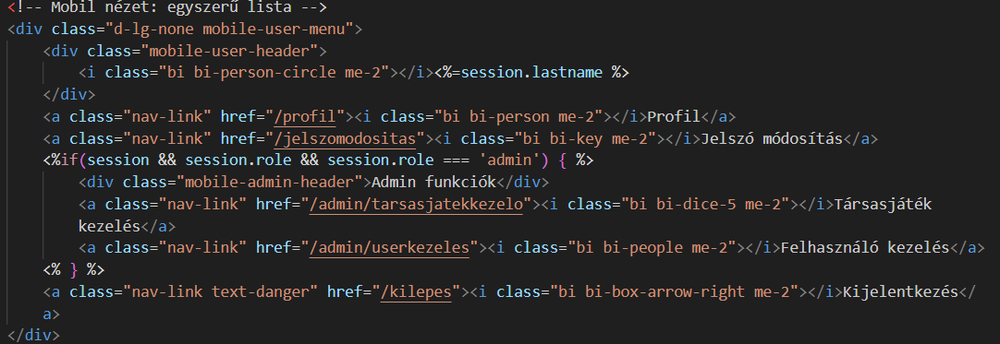 <!-- Mobil nézet: egyszerű lista -->
<div class="d-lg-none mobile-user-menu">
<div class="mobile-user-header">
<i class="bi bi-person-circle me-2"></i><%=session.lastname %>
</div>
<a class="nav-link" href="/profil"><i class="bi bi-person me-2"></i>Profil</a>
<a class="nav-link" href="/jelszomodositas"><i class="bi bi-key me-2"></i>Jelszó módosítás</a>
<%if(session && session.role && session.role === 'admin') { %>
<div class="mobile-admin-header">Admin funkciók</div>
<a class="nav-link" href="/admin/tarsasjatekkezelo"><i class="bi bi-dice-5 me-2"></i>Társasjáték
kezelés</a>
<a class="nav-link" href="/admin/userkezeles"><i class="bi bi-people me-2"></i>Felhasználó kezelés</a>
<% } %>
<a class="nav-link text-danger" href="/kilepes"><i class="bi bi-box-arrow-right me-2"></i>Kijelentkezés</
a>
</div>